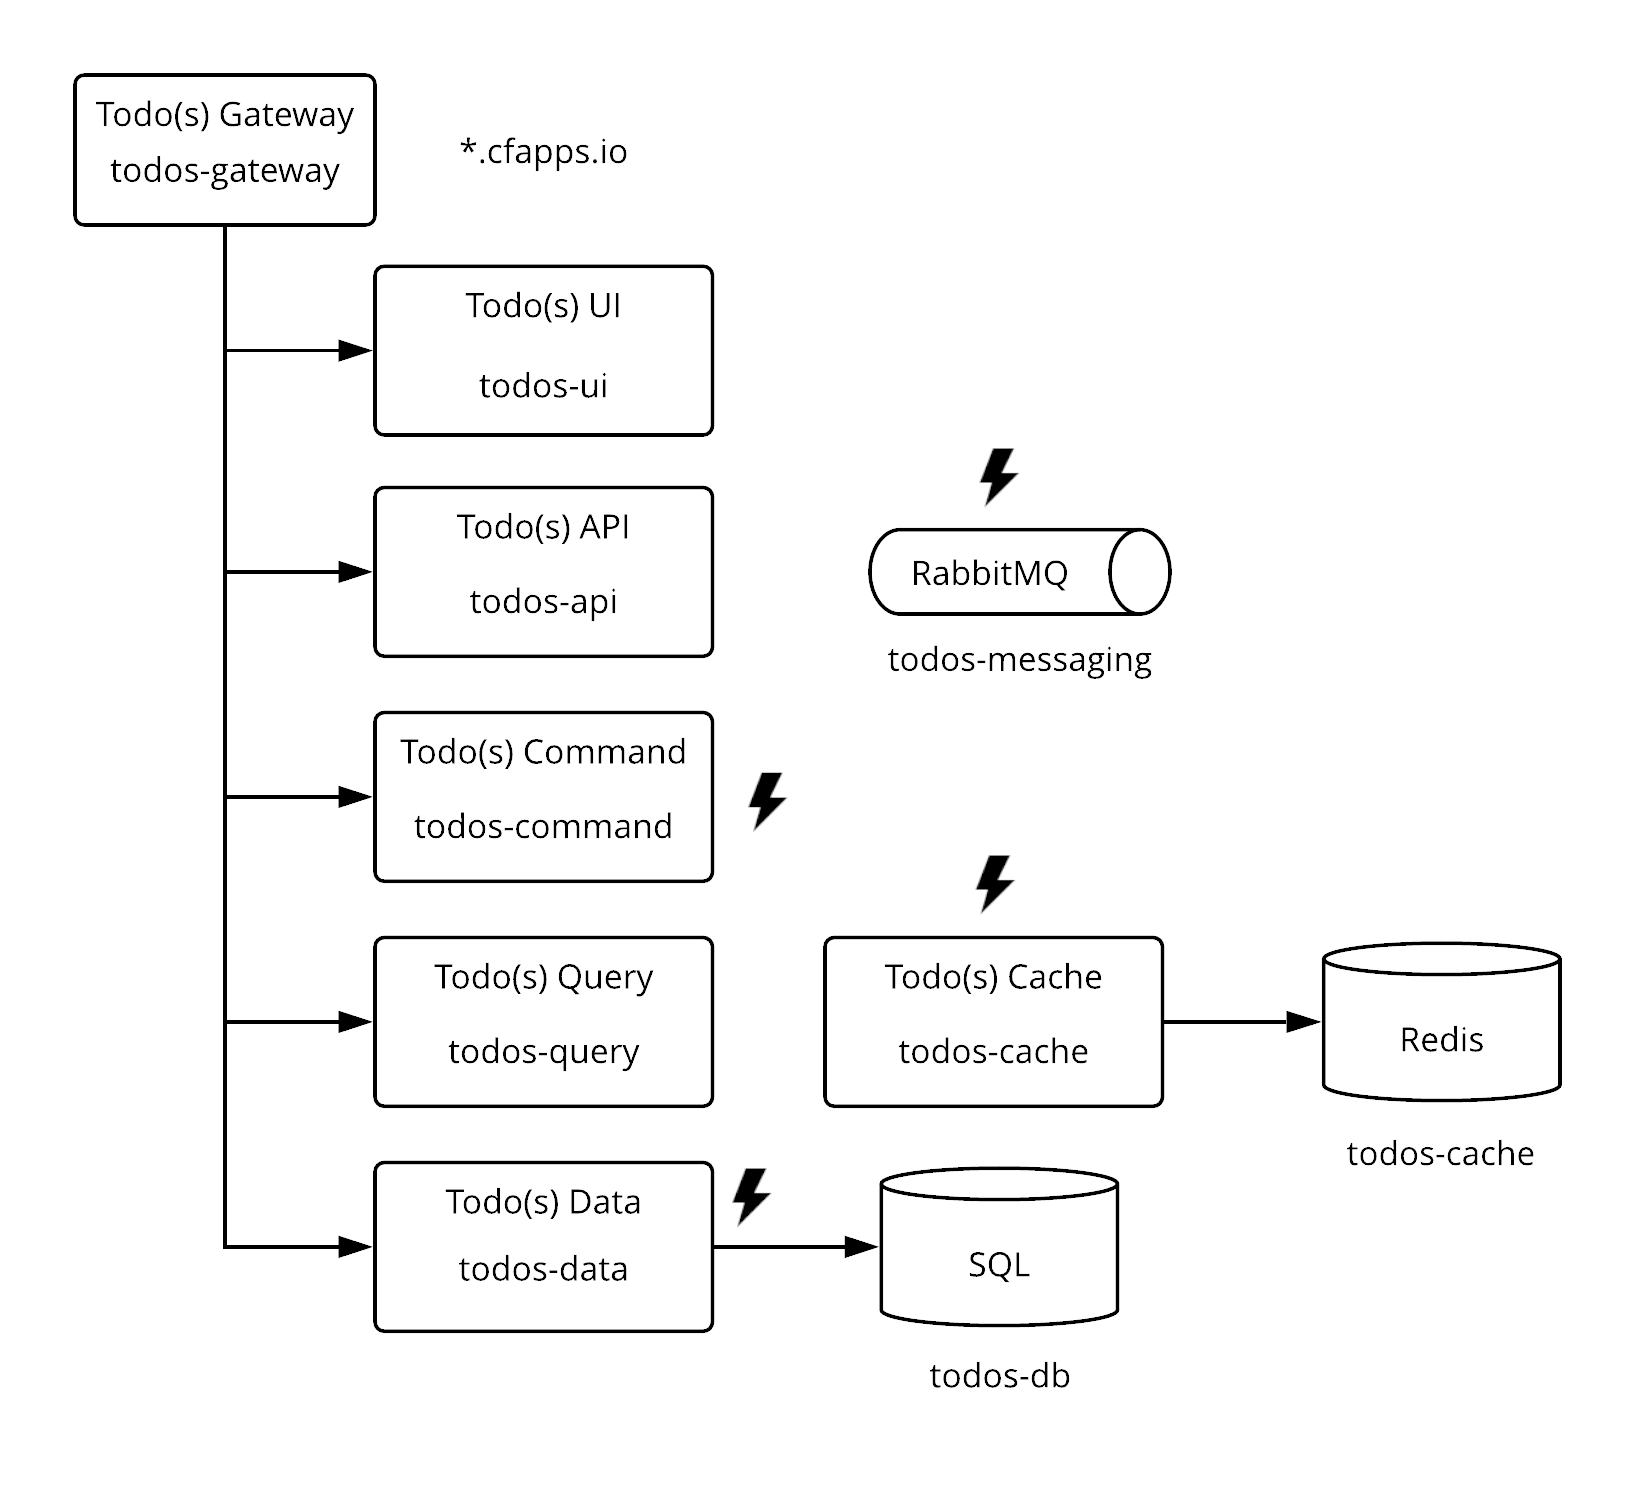 Todo(s) Gateway
todos-gateway
*.cfapps.io
Todo(s) UI
todos-ui
Todo(s) API
todos-api
RabbitMQ
todos-messaging
Todo(s) Command
todos-command
Todo(s) Query
todos-query
Todo(s) Cache
todos-cache
Redis
todos-cache
Todo(s) Data
todos-data
SQL
todos-db